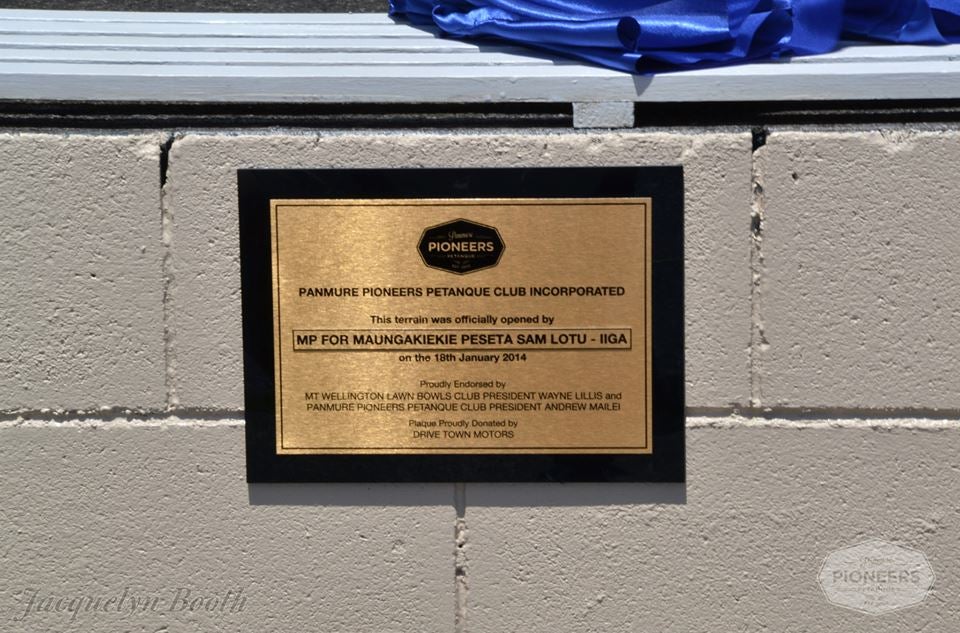 Panmure
PIONEERS
PETANQUE
PANMURE PIONEERS PETANQUE CLUB INCORPORATED
This terrain was officially opened by
MP FOR MAUNGAKIEKIE PESETA SAM LOTU - IIGA
on the 18th January 2014
Proudly Endorsed by
MT WELLINGTON LAWN BOWLS CLUB PRESIDENT WAYNE LILLIS and
PANMURE PIONEERS PETANQUE CLUB PRESIDENT ANDREW MAILEI
Plaque Proudly Donated by
DRIVE TOWN MOTORS
Jacquelyn Booth
PIONEERS
PETANQUE